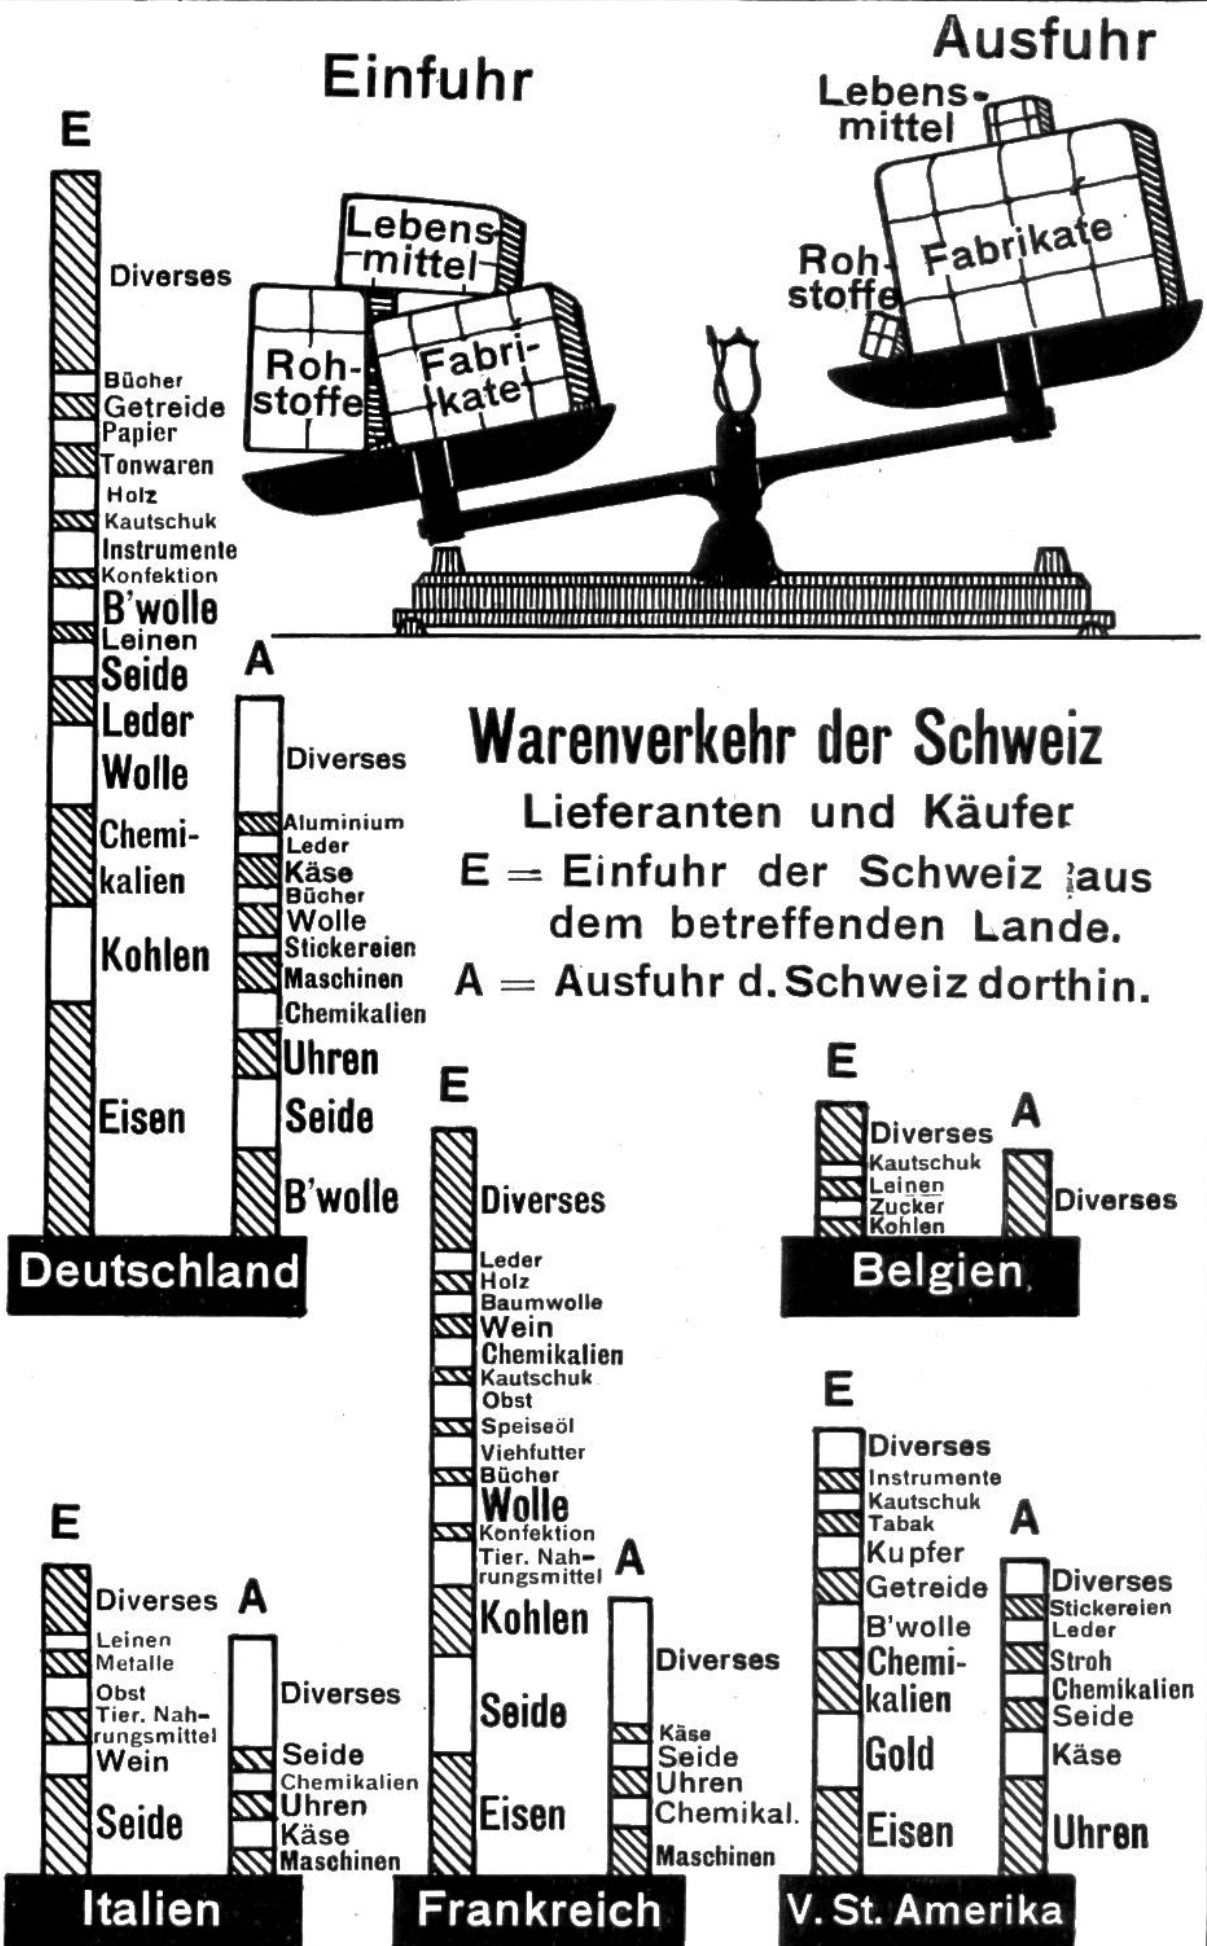 Einfuhr
Ausfuhr
Lebens-
mittel
Roh-
stoffe
Fabri-
kate
Lebens-
mittel
Roh-
stoffe
Fabrikate
E
Diverses
Bücher
Getreide
Papier
Tonwaren
Holz
Kautschuk
Instrumente
Konfektion
B'wolle
Leinen
Seide
Leder
Wolle
Chemi-
kalien
Kohlen
Eisen
A
Diverses
Aluminium
Leder
Käse
Bücher
Wolle
Stickereien
Maschinen
Chemikalien
Uhren
Seide
B'wolle
Deutschland
Warenverkehr der Schweiz
Lieferanten und Käufer
E = Einfuhr der Schweiz aus
dem betreffenden Lande.
A = Ausfuhr d. Schweiz dorthin.
E
Diverses
Kautschuk
Leinen
Zucker
Kohlen
A
Diverses
Belgien
E
Diverses
Leinen
Metalle
Obst
Tier. Nah-
rungsmittel
Wein
Seide
A
Diverses
Seide
Chemikalien
Uhren
Käse
Maschinen
Italien
E
Diverses
Leder
Holz
Baumwolle
Wein
Chemikalien
Kautschuk
Obst
Speiseöl
Viehfutter
Bücher
Wolle
Konfektion
Tier. Nah-
rungsmittel
Kohlen
Seide
Eisen
A
Diverses
Käse
Seide
Uhren
Chemikal.
Maschinen
Frankreich
E
Diverses
Instrumente
Kautschuk
Tabak
Kupfer
Getreide
B'wolle
Chemi-
kalien
Gold
Eisen
A
Diverses
Stickereien
Leder
Stroh
Chemikalien
Seide
Käse
Uhren
V. St. Amerika